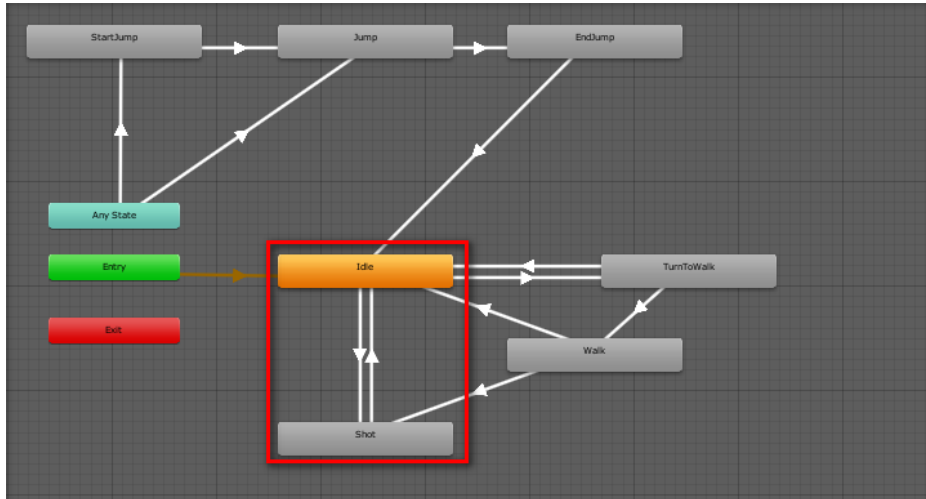 StartJump
Jump
EndJump
Any State
Entry
Idle
TurnToWalk
Exit
Walk
Shot